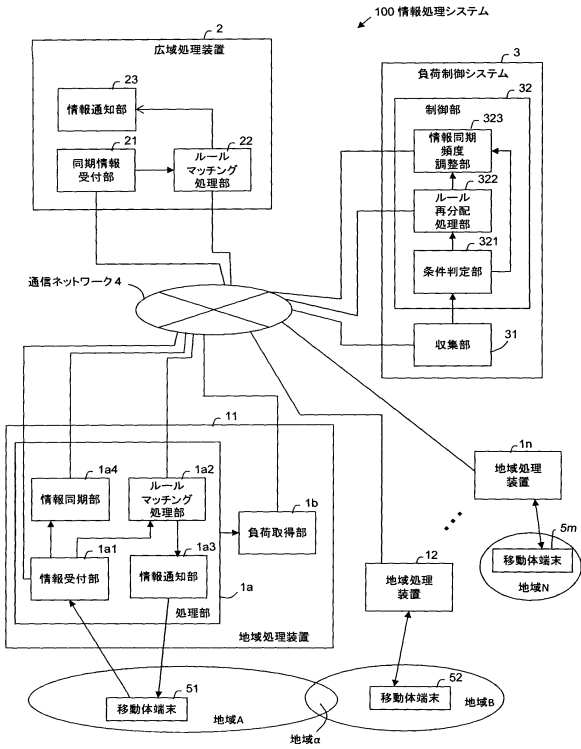 100 情報処理システム
2
広域処理装置
23
情報通知部
21
同期情報
受付部
22
ルール
マッチング
処理部
3
負荷制御システム
32
制御部
323
情報同期
頻度
調整部
322
ルール
再分配
処理部
321
条件判定部
31
収集部
通信ネットワーク4
11
1a4
情報同期部
1a2
ルール
マッチング
処理部
1b
負荷取得部
1a1
情報受付部
1a3
情報通知部
処理部
1a
地域処理装置
12
地域処理
装置
1n
地域処理
装置
5m
移動体端末
地域N
51
移動体端末
地域A
52
移動体端末
地域B
地域α